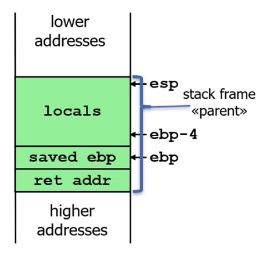 lower
addresses
esp
stack frame
«parent»
locals
ebp-4
saved ebp
ebp
ret addr
higher
addresses